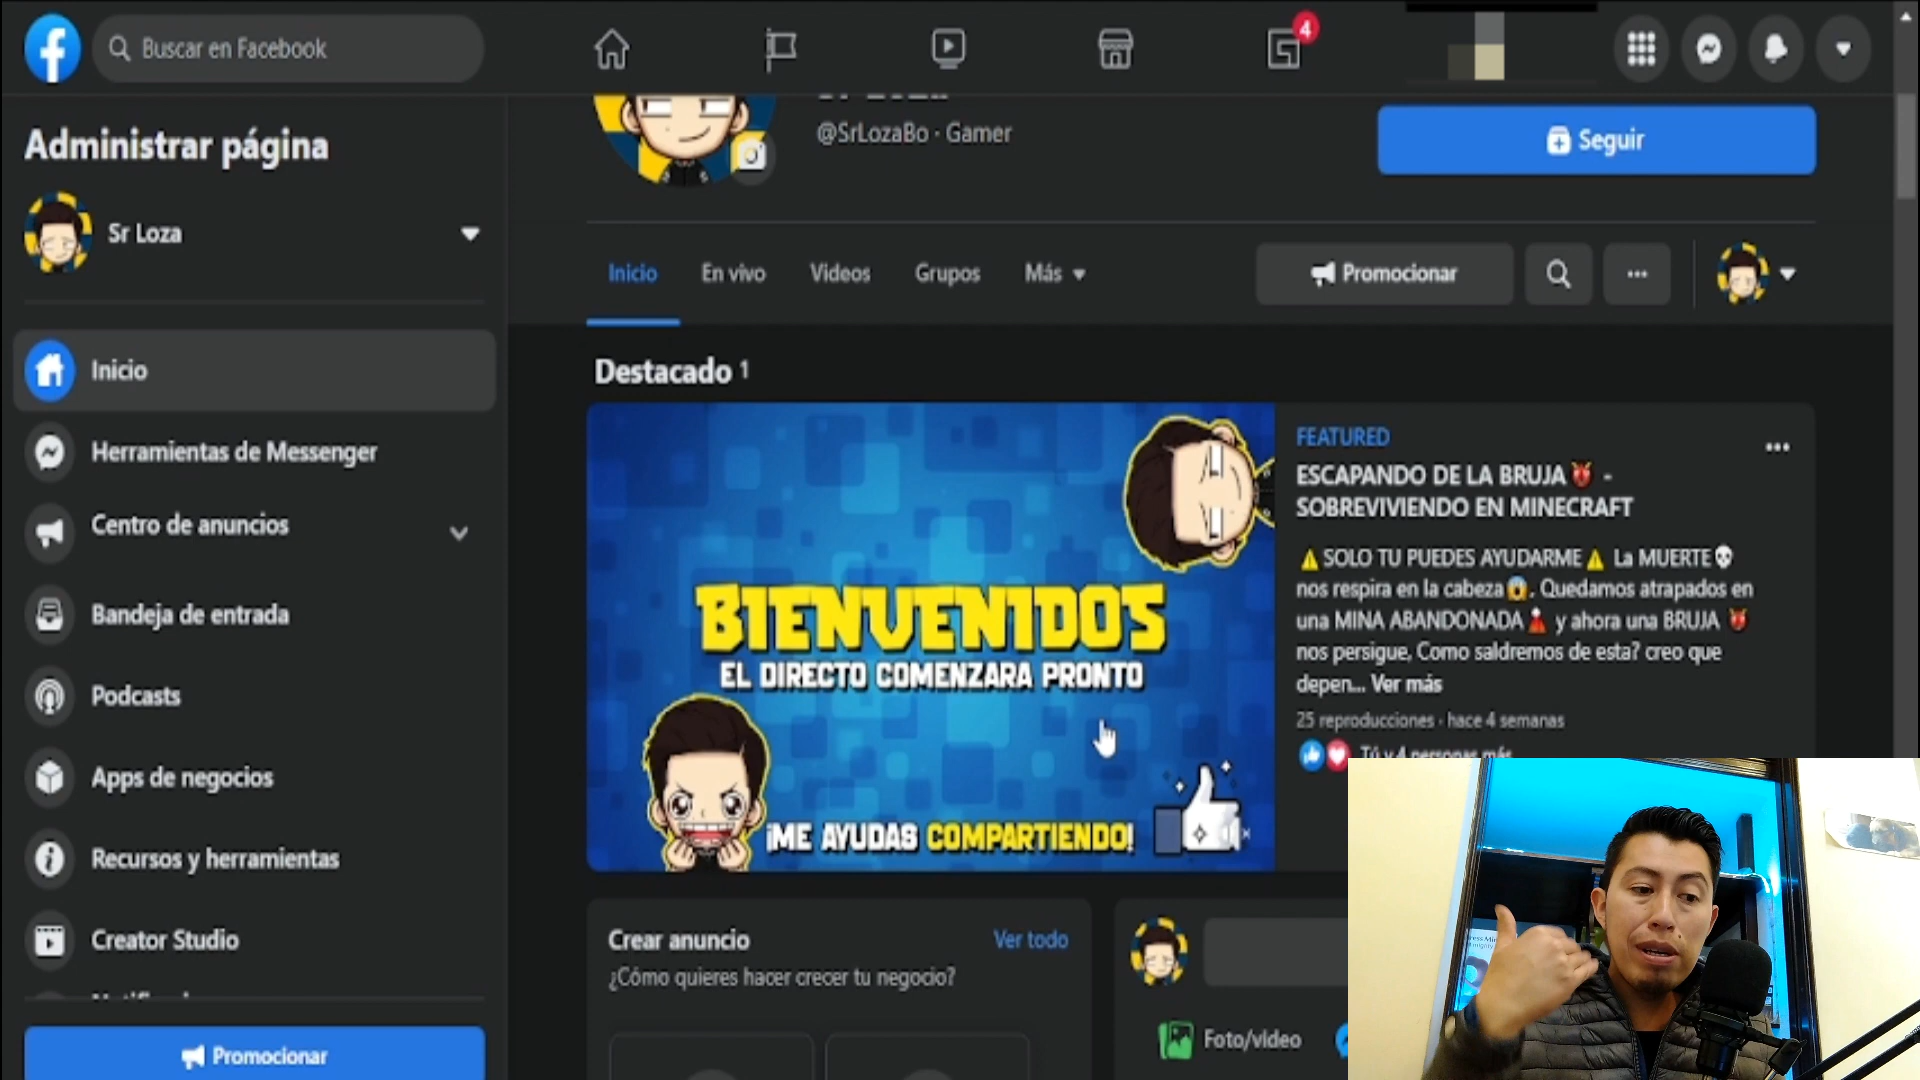 Buscar en Facebook
4
Administrar página
Sr Loza
Inicio
Herramientas de Messenger
Centro de anuncios
Bandeja de entrada
Podcasts
Apps de negocios
Recursos y herramientas
Creator Studio
Promocionar
@SrLozaBo · Gamer
Seguir
Inicio
En vivo
Videos
Grupos
Más
Promocionar
Destacado 1
BIENVENIDOS
EL DIRECTO COMENZARA PRONTO
¡ME AYUDAS COMPARTIENDO!
FEATURED
ESCAPANDO DE LA BRUJA👹 -
SOBREVIVIENDO EN MINECRAFT
⚠️SOLO TU PUEDES AYUDARME⚠️ La MUERTE💀
nos respira en la cabeza😱. Quedamos atrapados en
una MINA ABANDONADA y ahora una BRUJA 👹
nos persigue, Como saldremos de esta? creo que
depen... Ver más
25 reproducciones · hace 4 semanas
Tú y 4 personas más
Crear anuncio
Ver todo
¿Cómo quieres hacer crecer tu negocio?
Foto/video